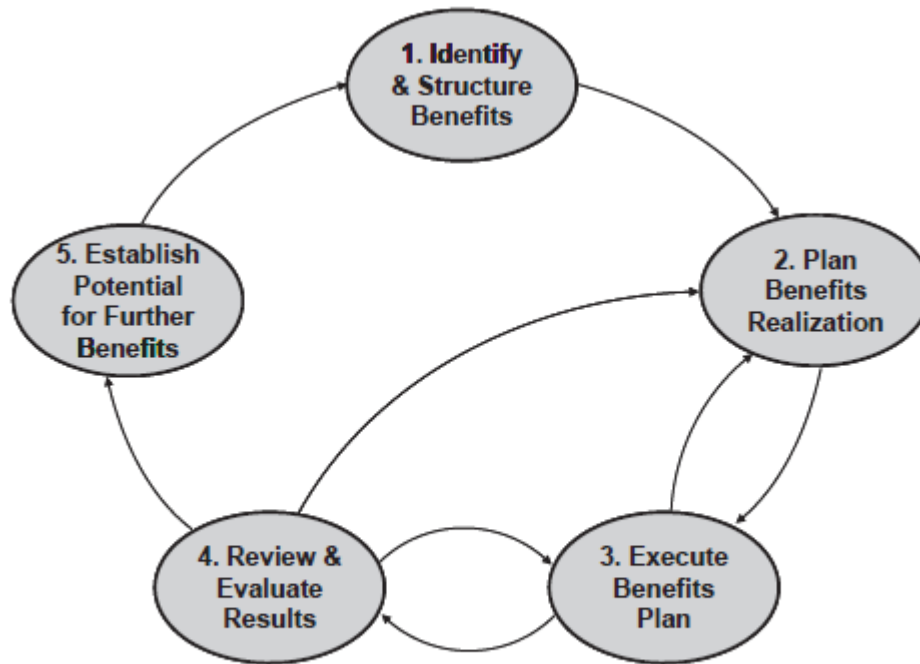 1. Identify
& Structure
Benefits
2. Plan
Benefits
Realization
3. Execute
Benefits
Plan
4. Review &
Evaluate
Results
5. Establish
Potential
for Further
Benefits